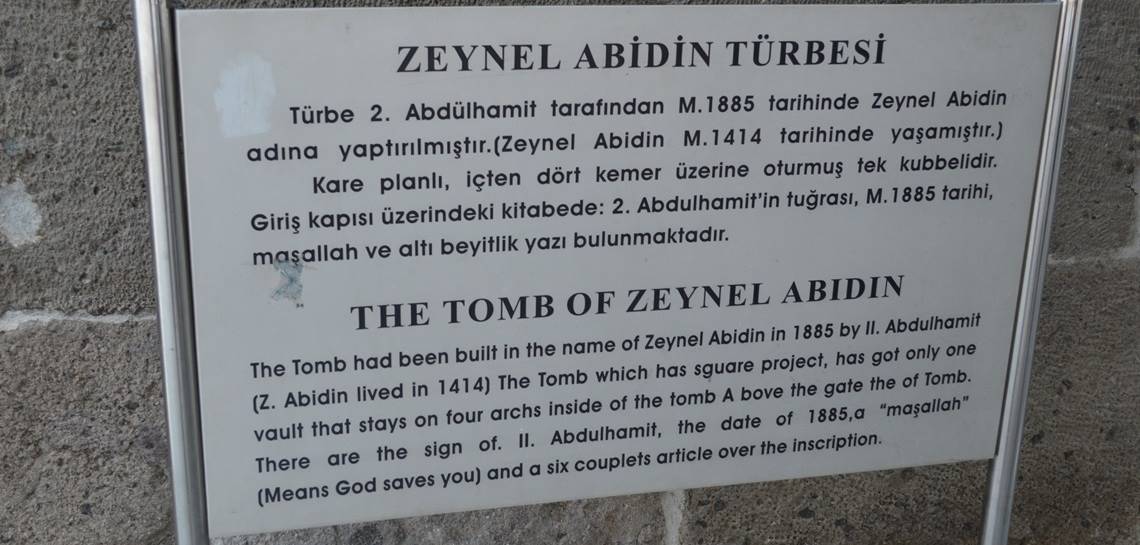 ZEYNEL ABİDİN TÜRBESİ
Türbe 2. Abdülhamit tarafından M.1885 tarihinde Zeynel Abidin
adına yaptırılmıştır.(Zeynel Abidin M.1414 tarihinde yaşamıştır.)
Kare planlı, içten dört kemer üzerine oturmuş tek kubbelidir.
Giriş kapısı üzerindeki kitabede: 2. Abdulhamit'in tuğrası, M.1885 tarihi,
maşallah ve altı beyitlik yazı bulunmaktadır.
THE TOMB OF ZEYNEL ABIDIN
The Tomb had been built in the name of Zeynel Abidin in 1885 by II. Abdulhamit
(Z. Abidin lived in 1414) The Tomb which has sguare project, has got only one
vault that stays on four archs inside of the tomb A bove the gate the of Tomb.
There are the sign of. II. Abdulhamit, the date of 1885,a "maşallah"
(Means God saves you) and a six couplets article over the inscription.